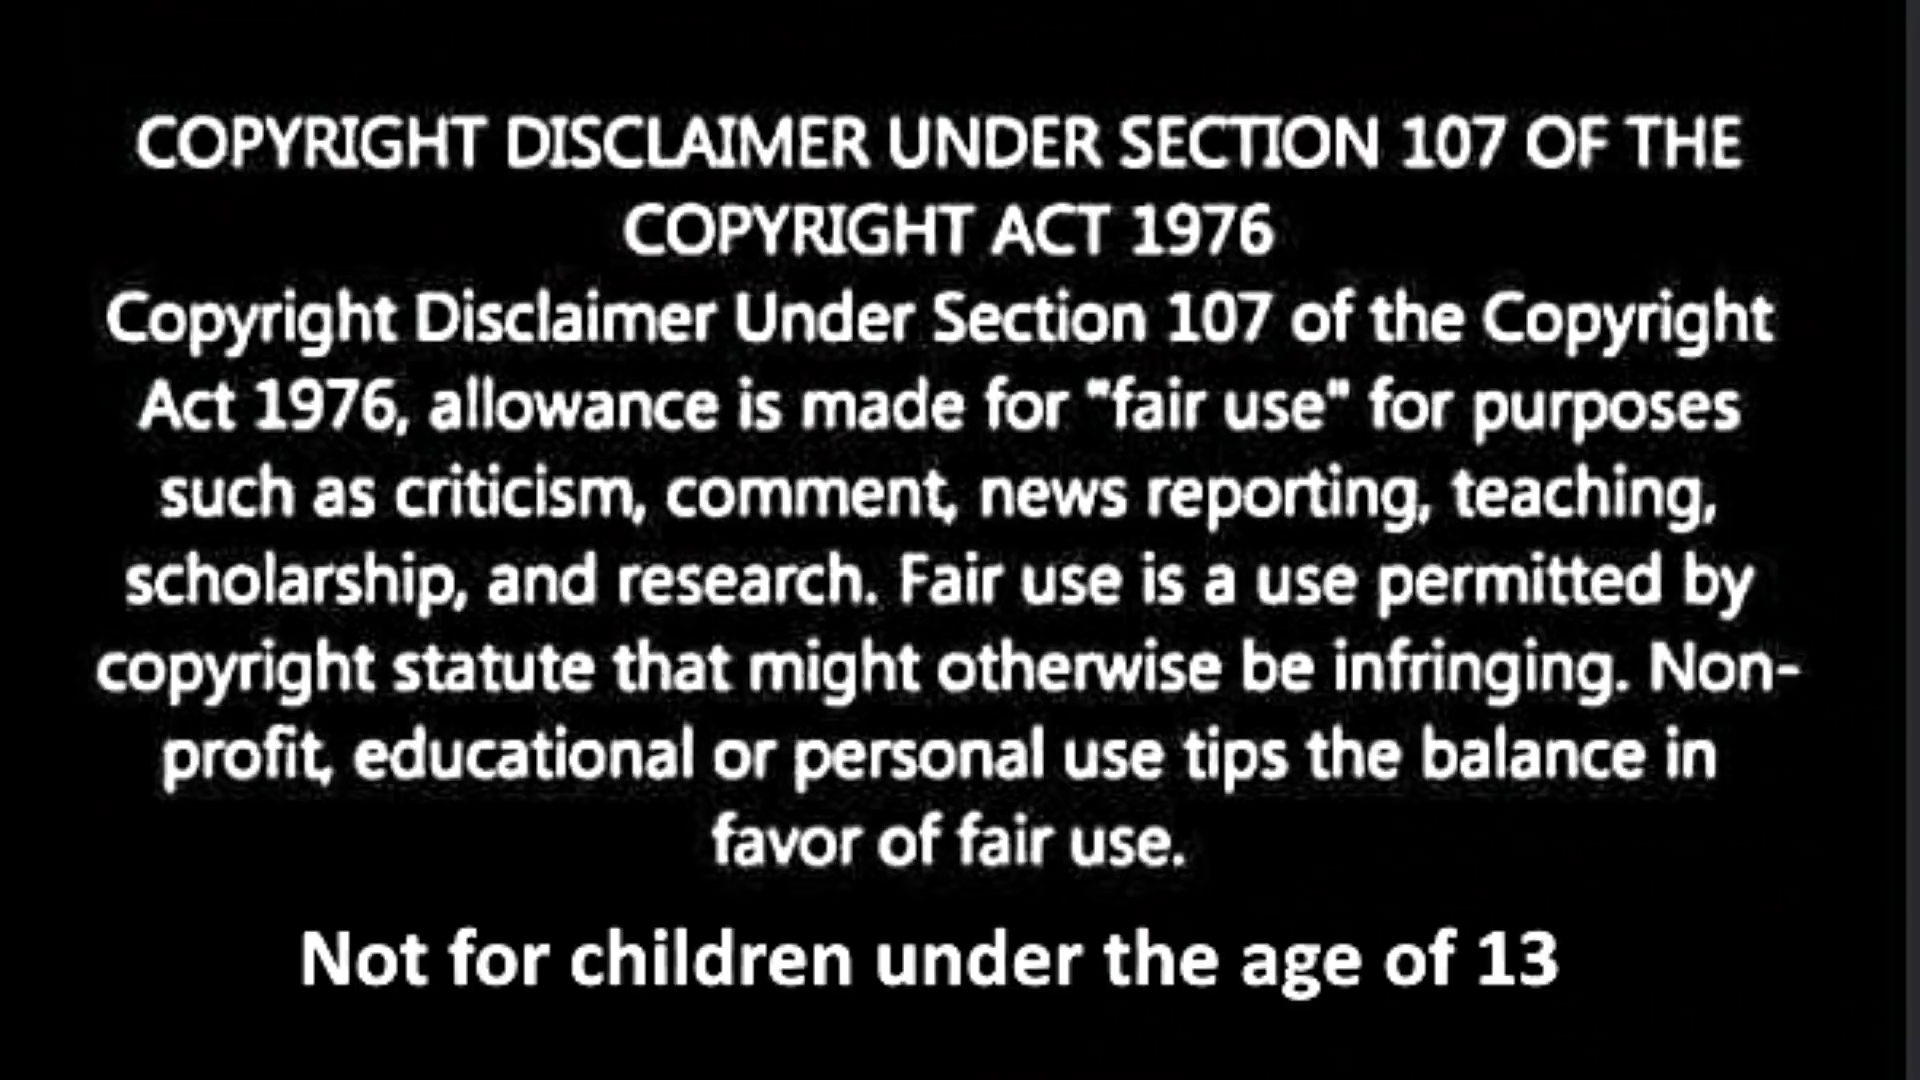 COPYRIGHT DISCLAIMER UNDER SECTION 107 OF THE
COPYRIGHT ACT 1976
Copyright Disclaimer Under Section 107 of the Copyright
Act 1976, allowance is made for "fair use" for purposes
such as criticism, comment, news reporting, teaching,
scholarship, and research. Fair use is a use permitted by
copyright statute that might otherwise be infringing. Non-
profit, educational or personal use tips the balance in
favor of fair use.
Not for children under the age of 13